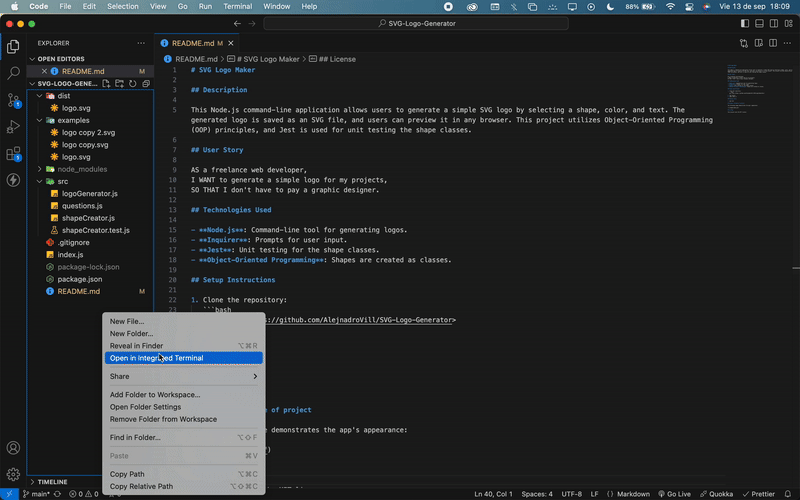 Code File Edit Selection View Go Run Terminal Window Help 88% Vie 13 de sep 18:09
SVG-Logo-Generator
EXPLORER
README.md M
OPEN EDITORS
README.md M
README.md > # SVG Logo Maker > ## License
SVG-LOGO-GENE...
dist
logo.svg
examples
logo copy 2.svg
logo copy.svg
logo.svg
node_modules
src
logoGenerator.js
questions.js
shapeCreator.js
shapeCreator.test.js
.gitignore
index.js
package-lock.json
package.json
README.md M
1 # SVG Logo Maker
2
3 ## Description
4
5 This Node.js command-line application allows users to generate a simple SVG logo by selecting a shape, color, and text. The
generated logo is saved as an SVG file, and users can preview it in any browser. This project utilizes Object-Oriented Programming
(OOP) principles, and Jest is used for unit testing the shape classes.
6
7 ## User Story
8
9 AS a freelance web developer,
10 I WANT to generate a simple logo for my projects,
11 SO THAT I don't have to pay a graphic designer.
12
13 ## Technologies Used
14
15 - **Node.js**: Command-line tool for generating logos.
16 - **Inquirer**: Prompts for user input.
17 - **Jest**: Unit testing for the shape classes.
18 - **Object-Oriented Programming**: Shapes are created as classes.
19
20 ## Setup Instructions
21
22 1. Clone the repository:
23 ```bash
://github.com/AlejnadroVill/SVG-Logo-Generator>
of project
demonstrates the app's appearance:
New File...
New Folder...
Reveal in Finder ⌥⌘R
Open in Integrated Terminal
Share
Add Folder to Workspace...
Open Folder Settings
Remove Folder from Workspace
Find in Folder... ⌥⇧F
Paste ⌘V
Copy Path ⌥⌘C
Copy Relative Path ⌥⇧⌘C
TIMELINE
main* 0 0 Ln 40, Col 1 Spaces: 4 UTF-8 LF Markdown Go Live Quokka Prettier